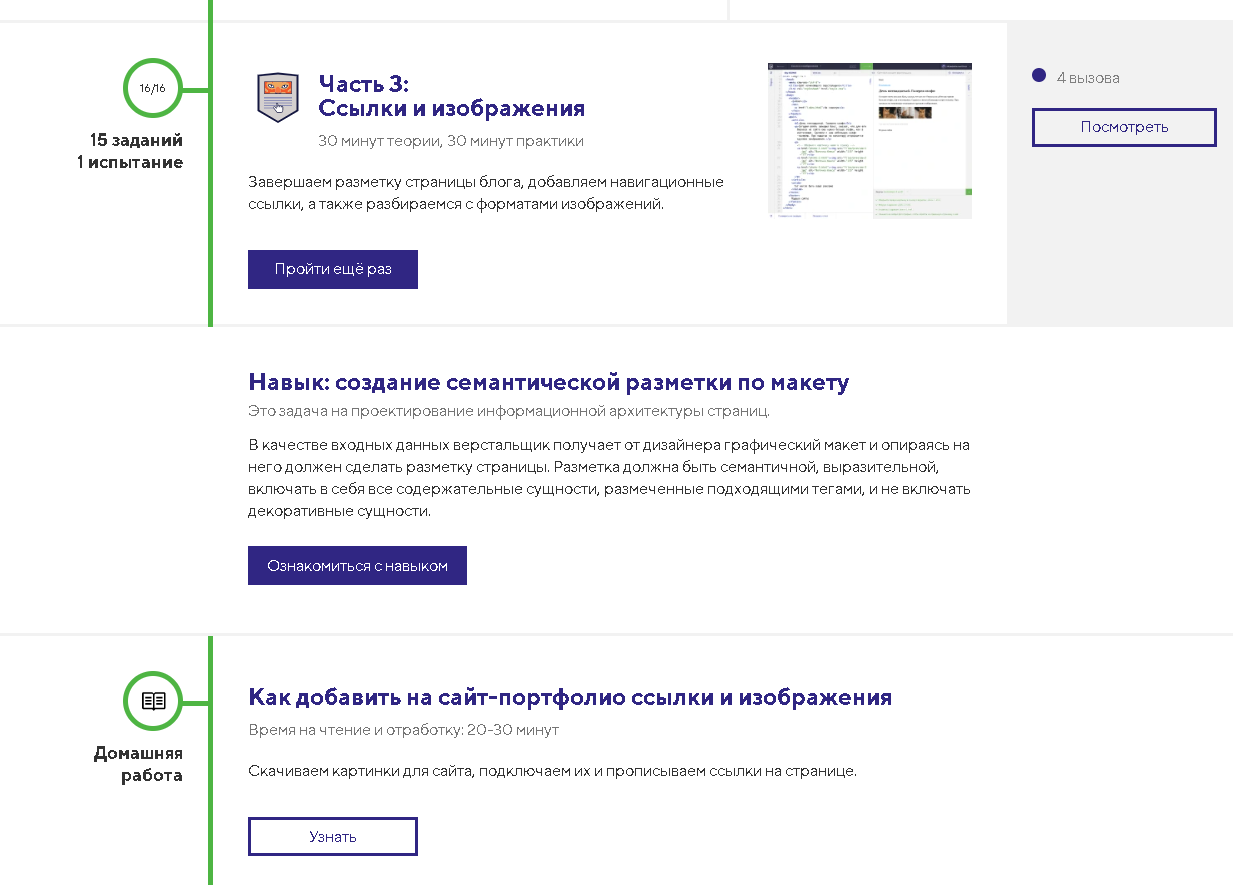 16/16
15 заданий
1 испытание
Часть 3:
Ссылки и изображения
30 минут теории, 30 минут практики
Завершаем разметку страницы блога, добавляем навигационные
ссылки, а также разбираемся с форматами изображений.
Пройти ещё раз
4 вызова
Посмотреть
Навык: создание семантической разметки по макету
Это задача на проектирование информационной архитектуры страниц.
В качестве входных данных верстальщик получает от дизайнера графический макет и опираясь на
него должен сделать разметку страницы. Разметка должна быть семантичной, выразительной,
включать в себя все содержательные сущности, размеченные подходящими тегами, и не включать
декоративные сущности.
Ознакомиться с навыком
Домашняя
работа
Как добавить на сайт-портфолио ссылки и изображения
Время на чтение и отработку: 20-30 минут
Скачиваем картинки для сайта, подключаем их и прописываем ссылки на странице.
Узнать